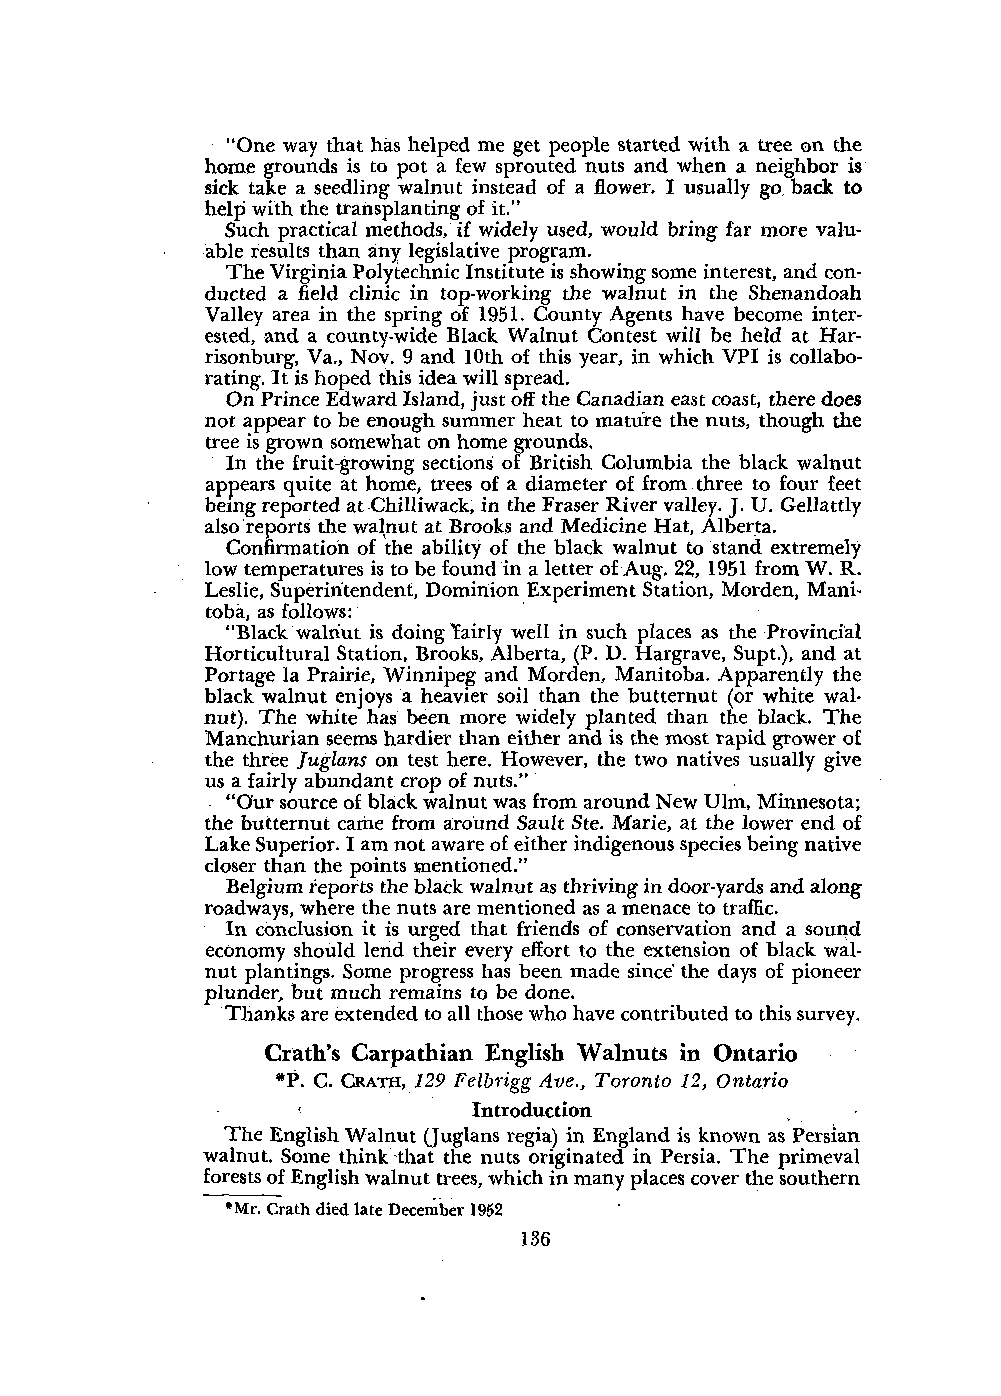 "One way that has helped me get people started with a tree on the
home grounds is to pot a few sprouted nuts and when a neighbor is
sick take a seedling walnut instead of a flower. I usually go back to
help with the transplanting of it."
Such practical methods, if widely used, would bring far more valu-
able results than any legislative program.
The Virginia Polytechnic Institute is showing some interest, and con-
ducted a field clinic in top-working the walnut in the Shenandoah
Valley area in the spring of 1951. County Agents have become inter-
ested, and a county-wide Black Walnut Contest will be held at Har-
risonburg, Va., Nov. 9 and 10th of this year, in which VPI is collabo-
rating. It is hoped this idea will spread.
On Prince Edward Island, just off the Canadian east coast, there does
not appear to be enough summer heat to mature the nuts, though the
tree is grown somewhat on home grounds.
In the fruit-growing sections of British Columbia the black walnut
appears quite at home, trees of a diameter of from three to four feet
being reported at Chilliwack, in the Fraser River valley. J. U. Gellattly
also reports the walnut at Brooks and Medicine Hat, Alberta.
Confirmation of the ability of the black walnut to stand extremely
low temperatures is to be found in a letter of Aug. 22, 1951 from W. R.
Leslie, Superintendent, Dominion Experiment Station, Morden, Mani-
toba, as follows:
"Black walnut is doing fairly well in such places as the Provincial
Horticultural Station, Brooks, Alberta, (P. D. Hargrave, Supt.), and at
Portage la Prairie, Winnipeg and Morden, Manitoba. Apparently the
black walnut enjoys a heavier soil than the butternut (or white wal-
nut). The white has been more widely planted than the black. The
Manchurian seems hardier than either and is the most rapid grower of
the three Juglans on test here. However, the two natives usually give
us a fairly abundant crop of nuts."
"Our source of black walnut was from around New Ulm, Minnesota;
the butternut came from around Sault Ste. Marie, at the lower end of
Lake Superior. I am not aware of either indigenous species being native
closer than the points mentioned."
Belgium reports the black walnut as thriving in door-yards and along
roadways, where the nuts are mentioned as a menace to traffic.
In conclusion it is urged that friends of conservation and a sound
economy should lend their every effort to the extension of black wal-
nut plantings. Some progress has been made since the days of pioneer
plunder, but much remains to be done.
Thanks are extended to all those who have contributed to this survey.
Crath's Carpathian English Walnuts in Ontario
*P. C. CRATH, 129 Felbrigg Ave., Toronto 12, Ontario
Introduction
The English Walnut (Juglans regia) in England is known as Persian
walnut. Some think that the nuts originated in Persia. The primeval
forests of English walnut trees, which in many places cover the southern
*Mr. Crath died late December 1952
136